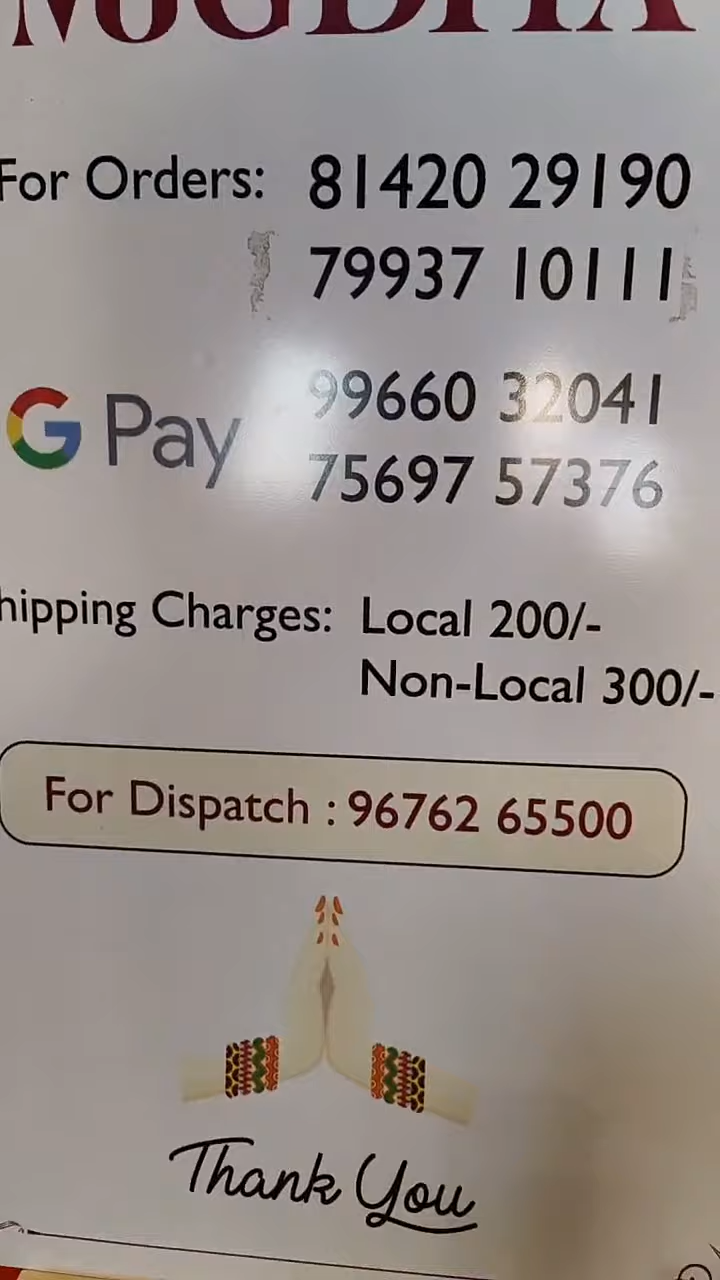 For Orders: 81420 29190
79937 10111
G Pay 99660 32041
75697 57376
hipping Charges: Local 200/-
Non-Local 300/-
For Dispatch : 96762 65500
Thank You